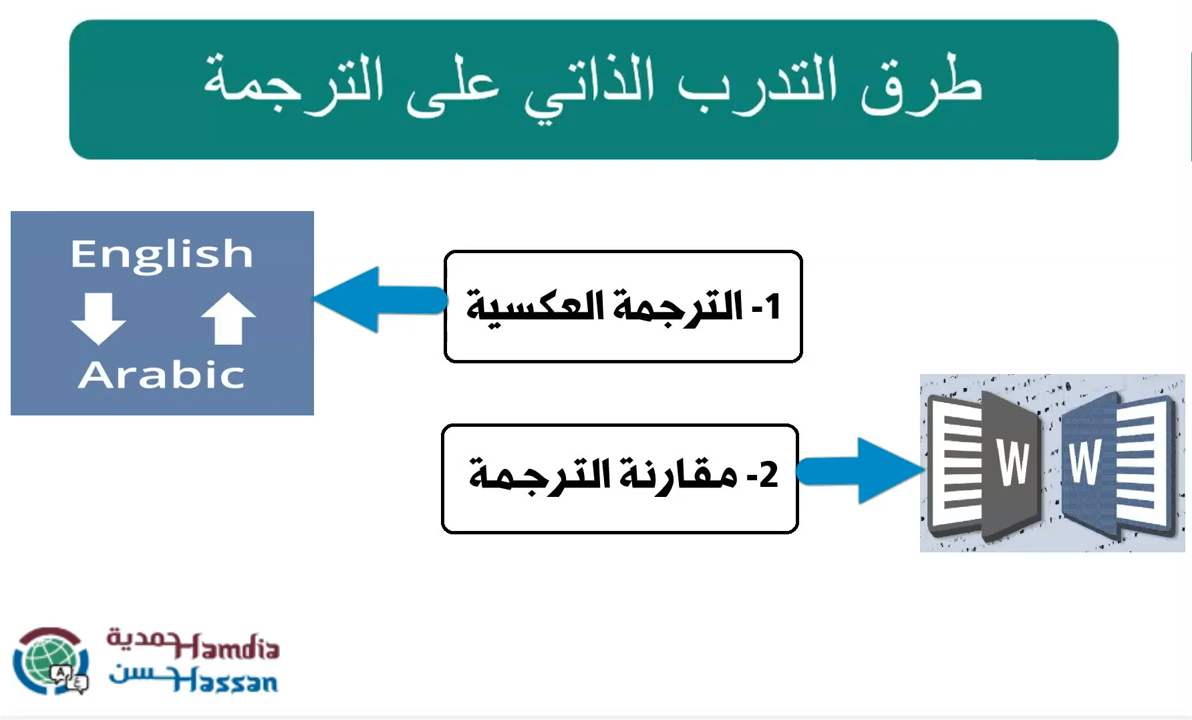 طرق التدرب الذاتي على الترجمة
English
Arabic
1- الترجمة العكسية
2- مقارنة الترجمة
W W
حمدية Hamdia
حسن Hassan
A ع